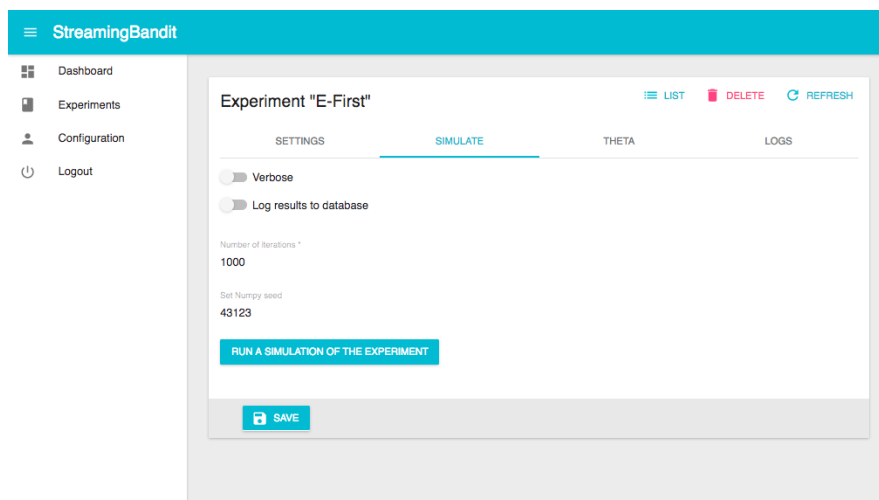 StreamingBandit
Dashboard
Experiments
Configuration
Logout
Experiment "E-First"
LIST
DELETE
REFRESH
SETTINGS
SIMULATE
THETA
LOGS
Verbose
Log results to database
Number of iterations *
1000
Set Numpy seed
43123
RUN A SIMULATION OF THE EXPERIMENT
SAVE